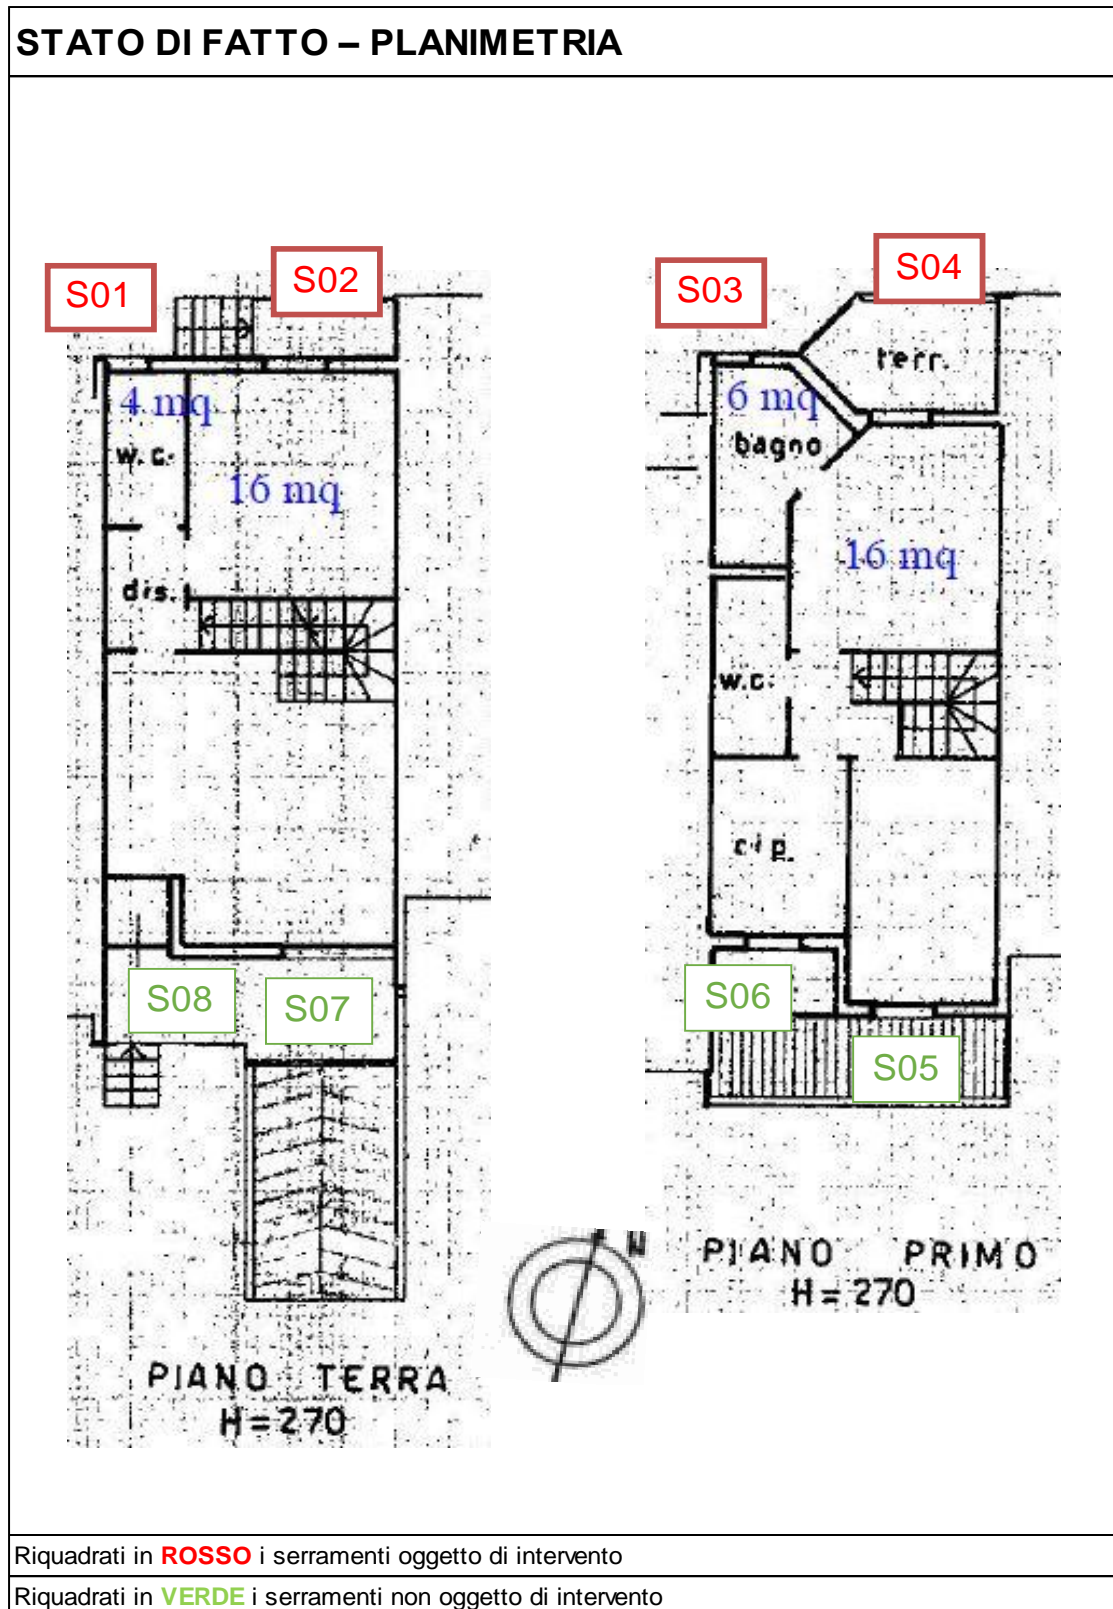 STATO DI FATTO – PLANIMETRIA
S01
S02
4 mq
w.c.
16 mq
dis.
S08
S07
PIANO TERRA
H=270
S03
S04
terr.
6 mq
bagno
16 mq
w.c.
S06
S05
N
PIANO PRIMO
H=270
Riquadrati in ROSSO i serramenti oggetto di intervento
Riquadrati in VERDE i serramenti non oggetto di intervento